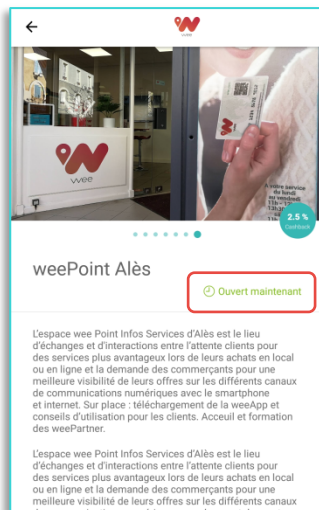 wee
wee
A votre service
du lundi
au vendredi
2.5 %
Cashback
weePoint Alès
Ouvert maintenant
L'espace wee Point Infos Services d'Alès est le lieu
d'échanges et d'interactions entre l'attente clients pour
des services plus avantageux lors de leurs achats en local
ou en ligne et la demande des commerçants pour une
meilleure visibilité de leurs offres sur les différents canaux
de communications numériques avec le smartphone
et internet. Sur place : téléchargement de la weeApp et
conseils d'utilisation pour les clients. Acceuil et formation
des weePartner.
L'espace wee Point Infos Services d'Alès est le lieu
d'échanges et d'interactions entre l'attente clients pour
des services plus avantageux lors de leurs achats en local
ou en ligne et la demande des commerçants pour une
meilleure visibilité de leurs offres sur les différents canaux